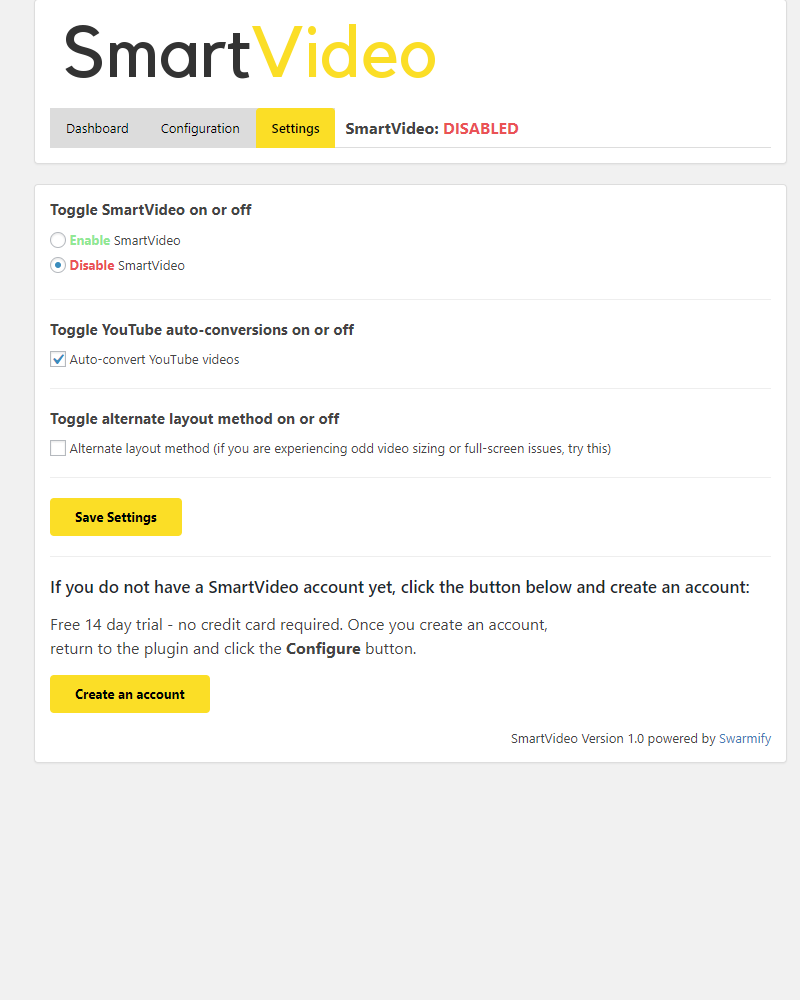 SmartVideo
Dashboard Configuration Settings SmartVideo: DISABLED
Toggle SmartVideo on or off
Enable SmartVideo
Disable SmartVideo
Toggle YouTube auto-conversions on or off
Auto-convert YouTube videos
Toggle alternate layout method on or off
Alternate layout method (if you are experiencing odd video sizing or full-screen issues, try this)
Save Settings
If you do not have a SmartVideo account yet, click the button below and create an account:
Free 14 day trial - no credit card required. Once you create an account,
return to the plugin and click the Configure button.
Create an account
SmartVideo Version 1.0 powered by Swarmify